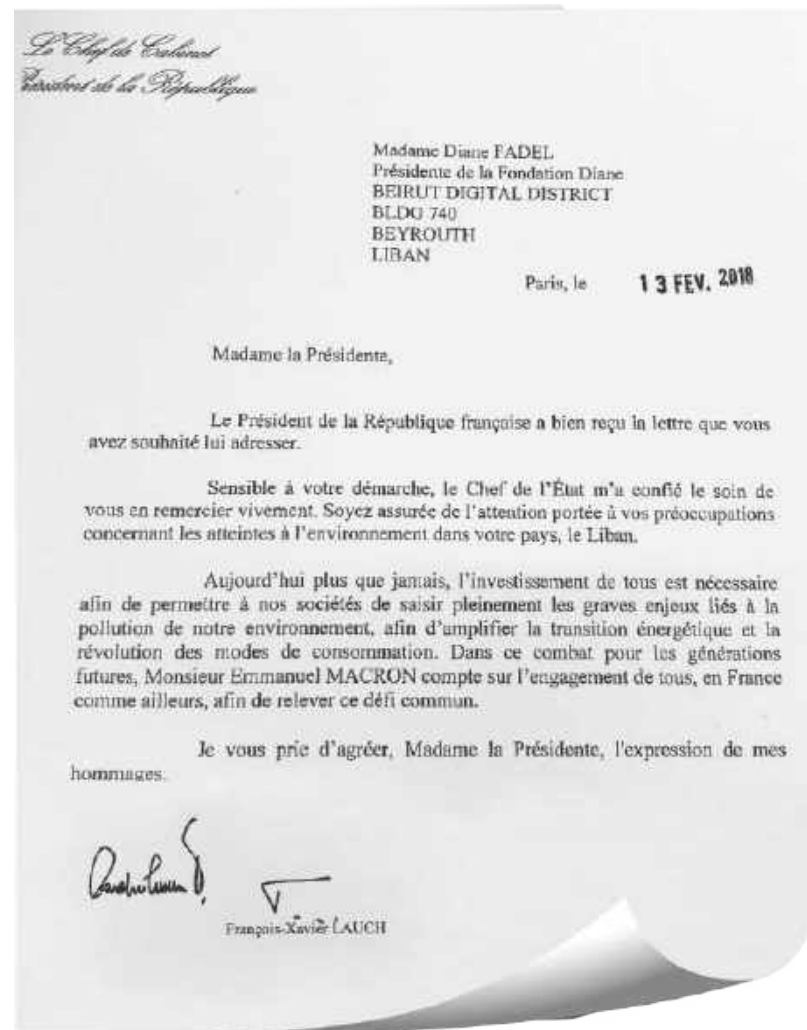 Le Chef de Cabinet
Président de la République
Madame Diane FADEL
Présidente de la Fondation Diane
BEIRUT DIGITAL DISTRICT
BLDG 740
BEYROUTH
LIBAN
Paris, le 13 FEV. 2018
Madame la Présidente,
Le Président de la République française a bien reçu la lettre que vous
avez souhaité lui adresser.
Sensible à votre démarche, le Chef de l'État m'a confié le soin de
vous en remercier vivement. Soyez assurée de l'attention portée à vos préoccupations
concernant les atteintes à l'environnement dans votre pays, le Liban.
Aujourd'hui plus que jamais, l'investissement de tous est nécessaire
afin de permettre à nos sociétés de saisir pleinement les graves enjeux liés à la
pollution de notre environnement, afin d'amplifier la transition énergétique et la
révolution des modes de consommation. Dans ce combat pour les générations
futures, Monsieur Emmanuel MACRON compte sur l'engagement de tous, en France
comme ailleurs, afin de relever ce défi commun.
Je vous prie d'agréer, Madame la Présidente, l'expression de mes
hommages.
François-Xavier LAUCH